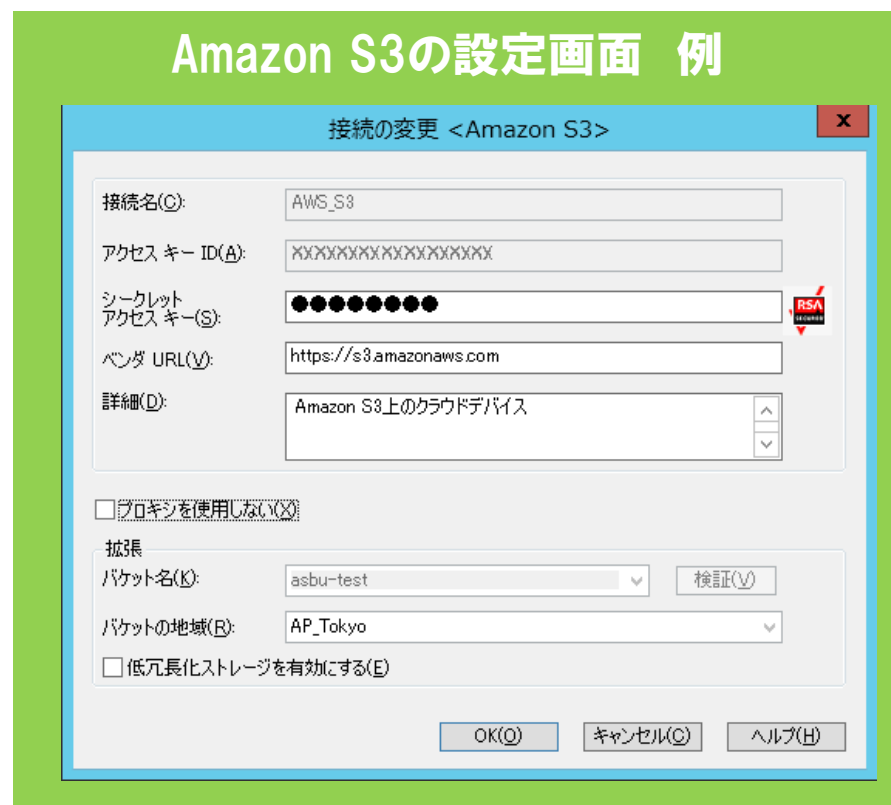 Amazon S3の設定画面 例
接続の変更 <Amazon S3>
x
接続名(C):
AWS_S3
アクセス キー ID(A):
XXXXXXXXXXXXXXXXXX
シークレット
アクセス キー(S):
●●●●●●●●
RSA
SECURED
ベンダ URL(V):
https://s3.amazonaws.com
詳細(D):
Amazon S3上のクラウドデバイス
プロキシを使用しない(X)
拡張
バケット名(K):
asbu-test
検証(V)
バケットの地域(R):
AP_Tokyo
低冗長化ストレージを有効にする(E)
OK(O)
キャンセル(C)
ヘルプ(H)